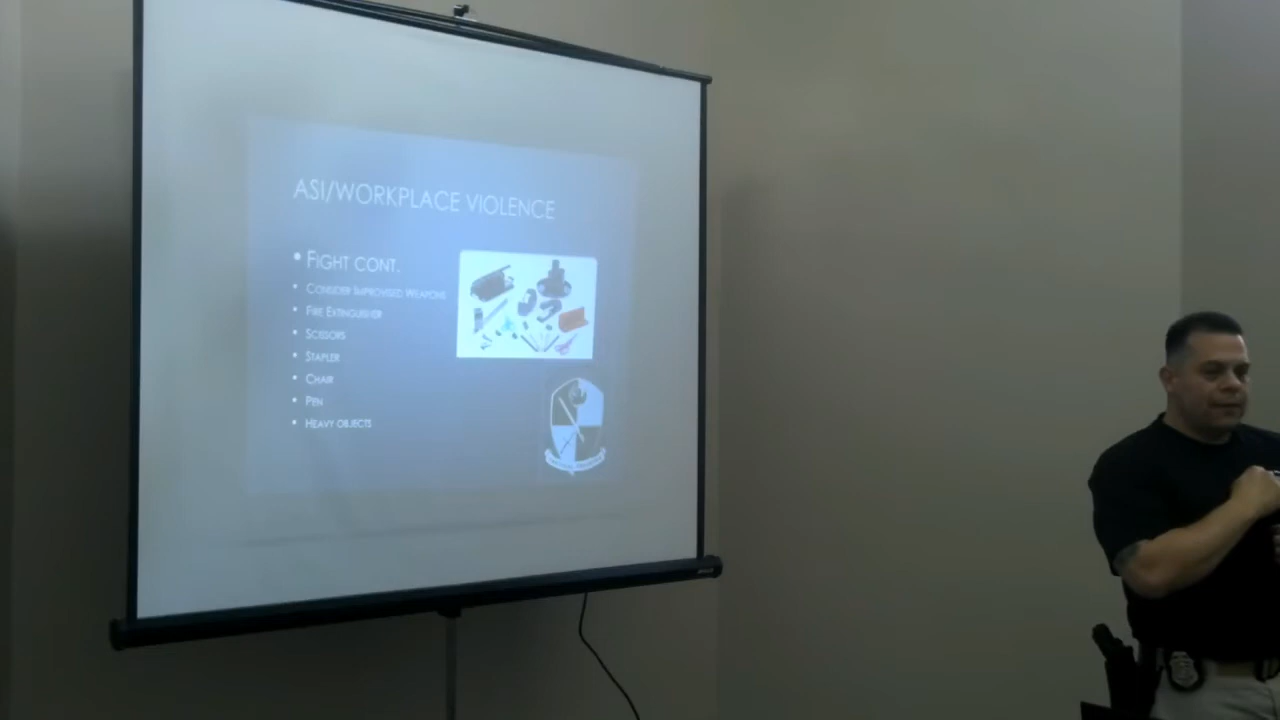 ASI/WORKPLACE VIOLENCE
• FIGHT CONT.
• CONSIDER IMPROVISED WEAPONS
• FIRE EXTINGUISHER
• SCISSORS
• STAPLER
• CHAIR
• PEN
• HEAVY OBJECTS